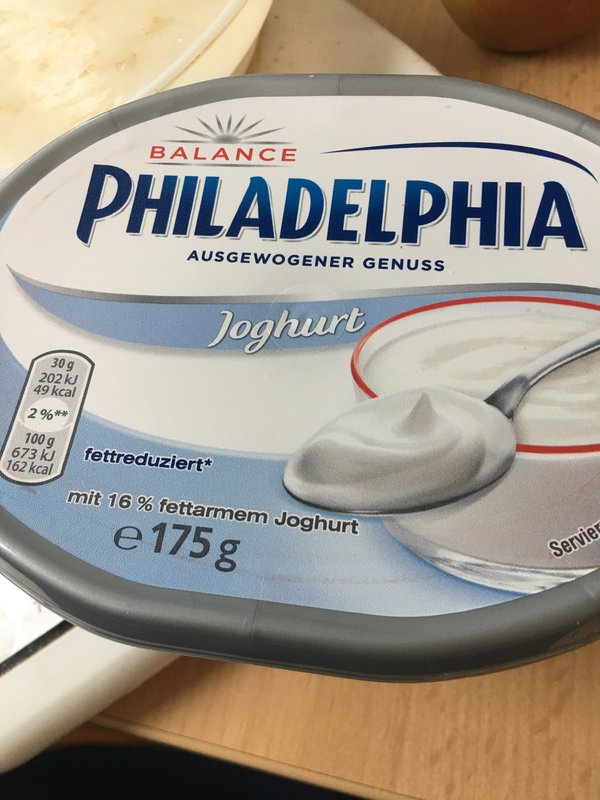 BALANCE
PHILADELPHIA
AUSGEWOGENER GENUSS
Joghurt
30 g
202 kJ
49 kcal
2 %**
100 g
673 kJ
162 kcal
fettreduziert*
mit 16 % fettarmem Joghurt
e 175 g